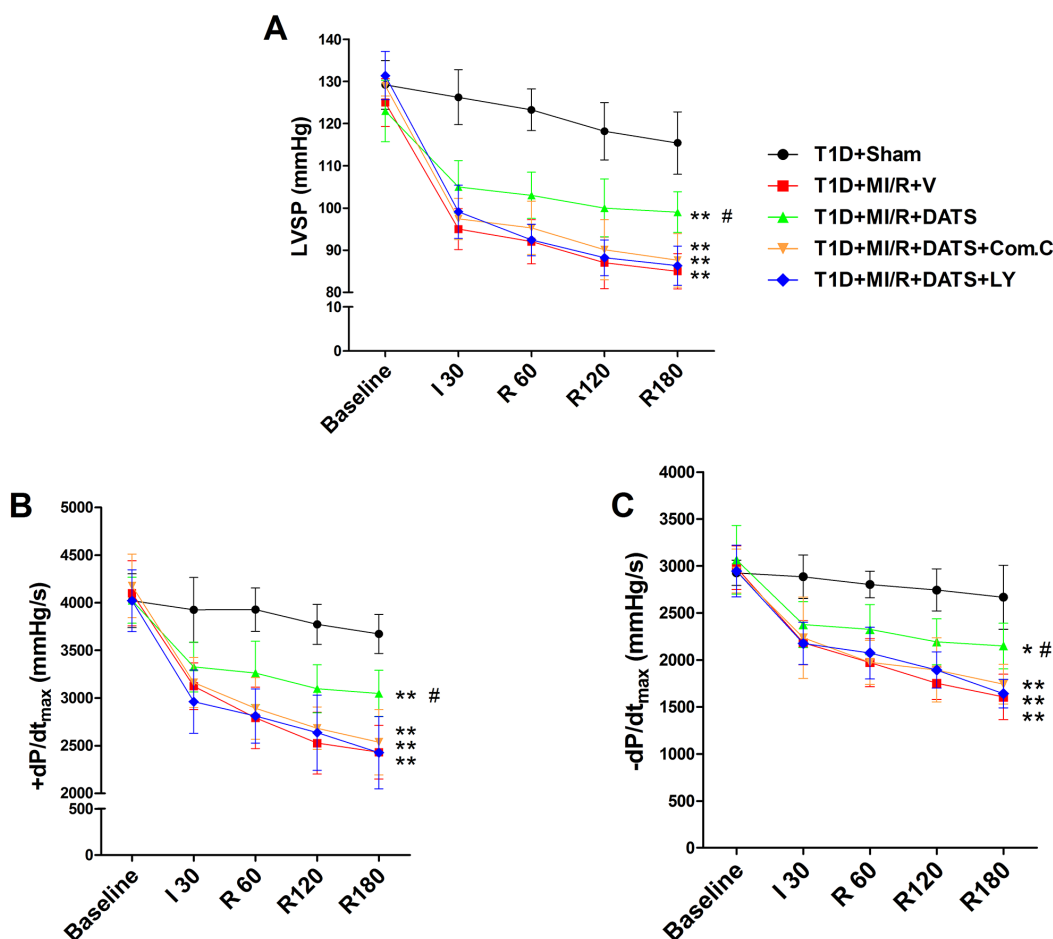 A
LVSP (mmHg)
140
130
120
110
100
90
80
10
0
** #
**
**
**
Baseline
I 30
R 60
R120
R180
T1D+Sham
T1D+MI/R+V
T1D+MI/R+DATS
T1D+MI/R+DATS+Com.C
T1D+MI/R+DATS+LY
B
+dP/dtmax (mmHg/s)
5000
4500
4000
3500
3000
2500
2000
500
0
** #
**
**
**
Baseline
I 30
R 60
R120
R180
C
-dP/dtmax (mmHg/s)
4000
3500
3000
2500
2000
1500
1000
500
0
* #
**
**
**
Baseline
I 30
R 60
R120
R180